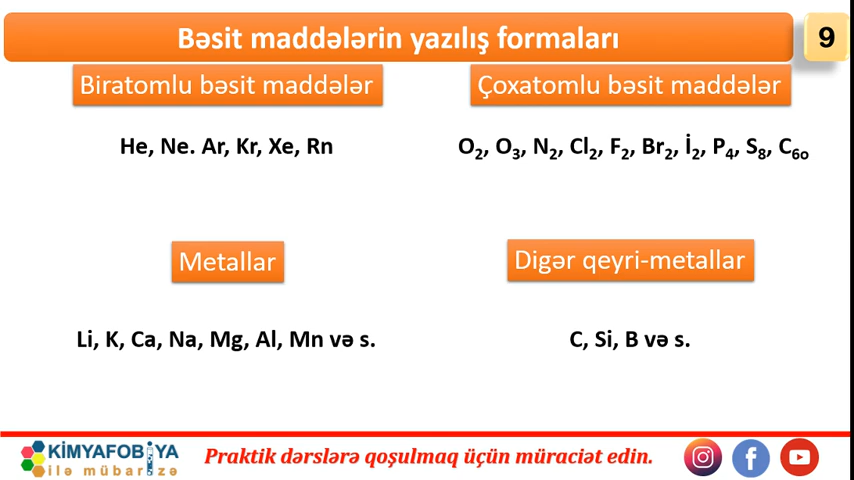 Bəsit maddələrin yazılış formaları
9
Biratomlu bəsit maddələr
Çoxatomlu bəsit maddələr
He, Ne. Ar, Kr, Xe, Rn
O₂, O₃, N₂, Cl₂, F₂, Br₂, İ₂, P₄, S₈, C₆o
Metallar
Digər qeyri-metallar
Li, K, Ca, Na, Mg, Al, Mn və s.
C, Si, B və s.
KİMYAFOBİYA
ilə mübarizə
Praktik dərslərə qoşulmaq üçün müraciət edin.